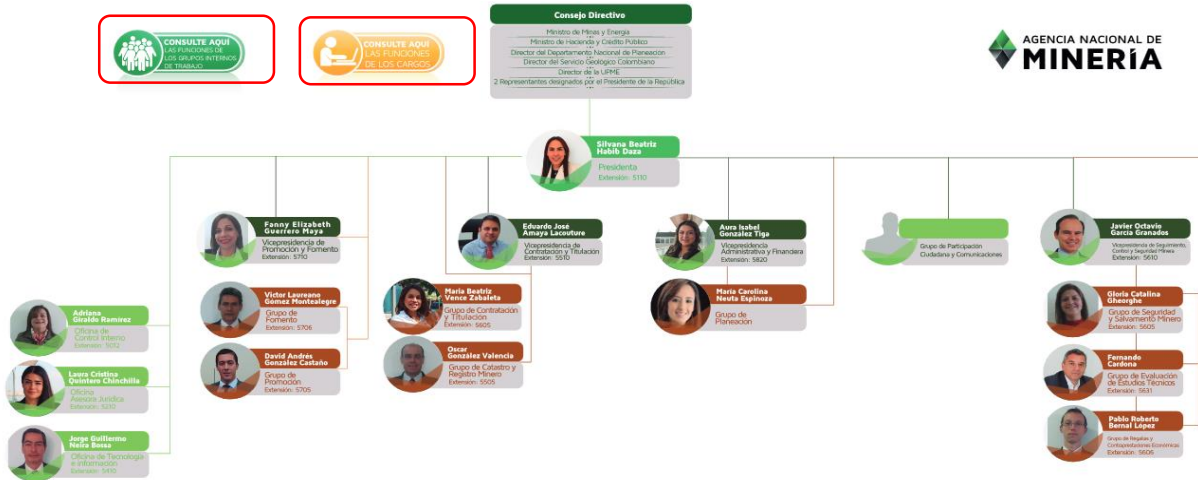 Consejo Directivo
Ministro de Minas y Energía
Ministro de Hacienda y Crédito Público
Director del Departamento Nacional de Planeación
Director del Servicio Geológico Colombiano
Director de la UPME
2 Representantes designados por el Presidente de la República
CONSULTE AQUÍ
LAS FUNCIONES DE
LOS GRUPOS INTERNOS
DE TRABAJO
CONSULTE AQUÍ
LAS FUNCIONES
DE LOS CARGOS
AGENCIA NACIONAL DE
MINERÍA
Silvana Beatriz
Habib Daza
Presidenta
Extensión: 5110
Fanny Elizabeth
Guerrero Maya
Vicepresidencia de
Promoción y Fomento
Extensión: 5710
Eduardo José
Amaya Lacouture
Vicepresidencia de
Contratación y Titulación
Extensión: 5510
Aura Isabel
González Tiga
Vicepresidencia
Administrativa y Financiera
Extensión: 5820
Grupo de Participación
Ciudadana y Comunicaciones
Javier Octavio
García Granados
Vicepresidencia de Seguimiento,
Control y Seguridad Minera
Extensión: 5610
Adriana
Giraldo Ramírez
Oficina de
Control Interno
Extensión:
Laura Cristina
Quintero Chinchilla
Oficina
Asesora Jurídica
Extensión:
Jorge Guillermo
Neira Bossa
Oficina de Tecnología
e información
Extensión:
Victor Laureano
Gómez Montealegre
Grupo de
Fomento
Extensión: 5706
David Andrés
González Castaño
Grupo de
Promoción
Extensión: 5705
María Beatriz
Vence Zabaleta
Grupo de Contratación
y Titulación
Extensión: 5605
Oscar
González Valencia
Grupo de Catastro y
Registro Minero
Extensión: 5505
María Carolina
Neuta Espinoza
Grupo de
Planeación
Gloria Catalina
Gheorghe
Grupo de Seguridad
y Salvamento Minero
Extensión: 5605
Fernando
Cardona
Grupo de Evaluación
de Estudios Técnicos
Extensión: 5631
Pablo Roberto
Bernal López
Grupo de Regalías y
Contraprestaciones Económicas
Extensión: 5606